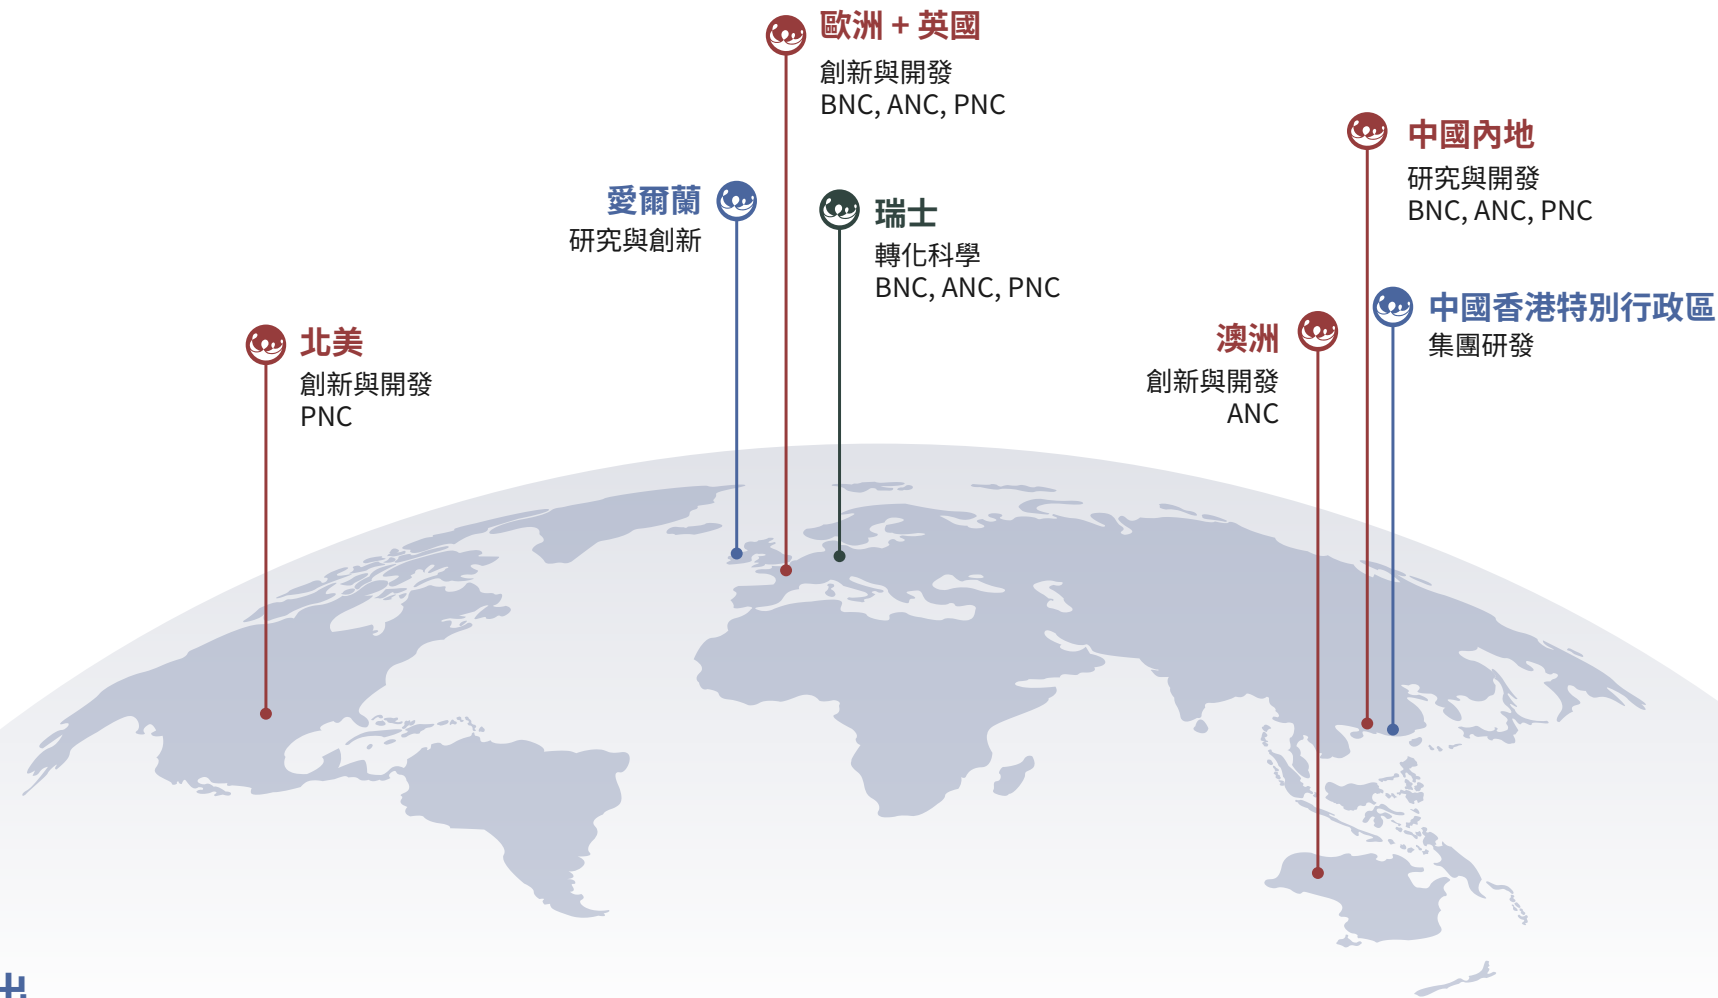 歐洲 + 英國
創新與開發
BNC, ANC, PNC
中國內地
研究與開發
BNC, ANC, PNC
愛爾蘭
研究與創新
瑞士
轉化科學
BNC, ANC, PNC
中國香港特別行政區
集團研發
北美
創新與開發
PNC
澳洲
創新與開發
ANC